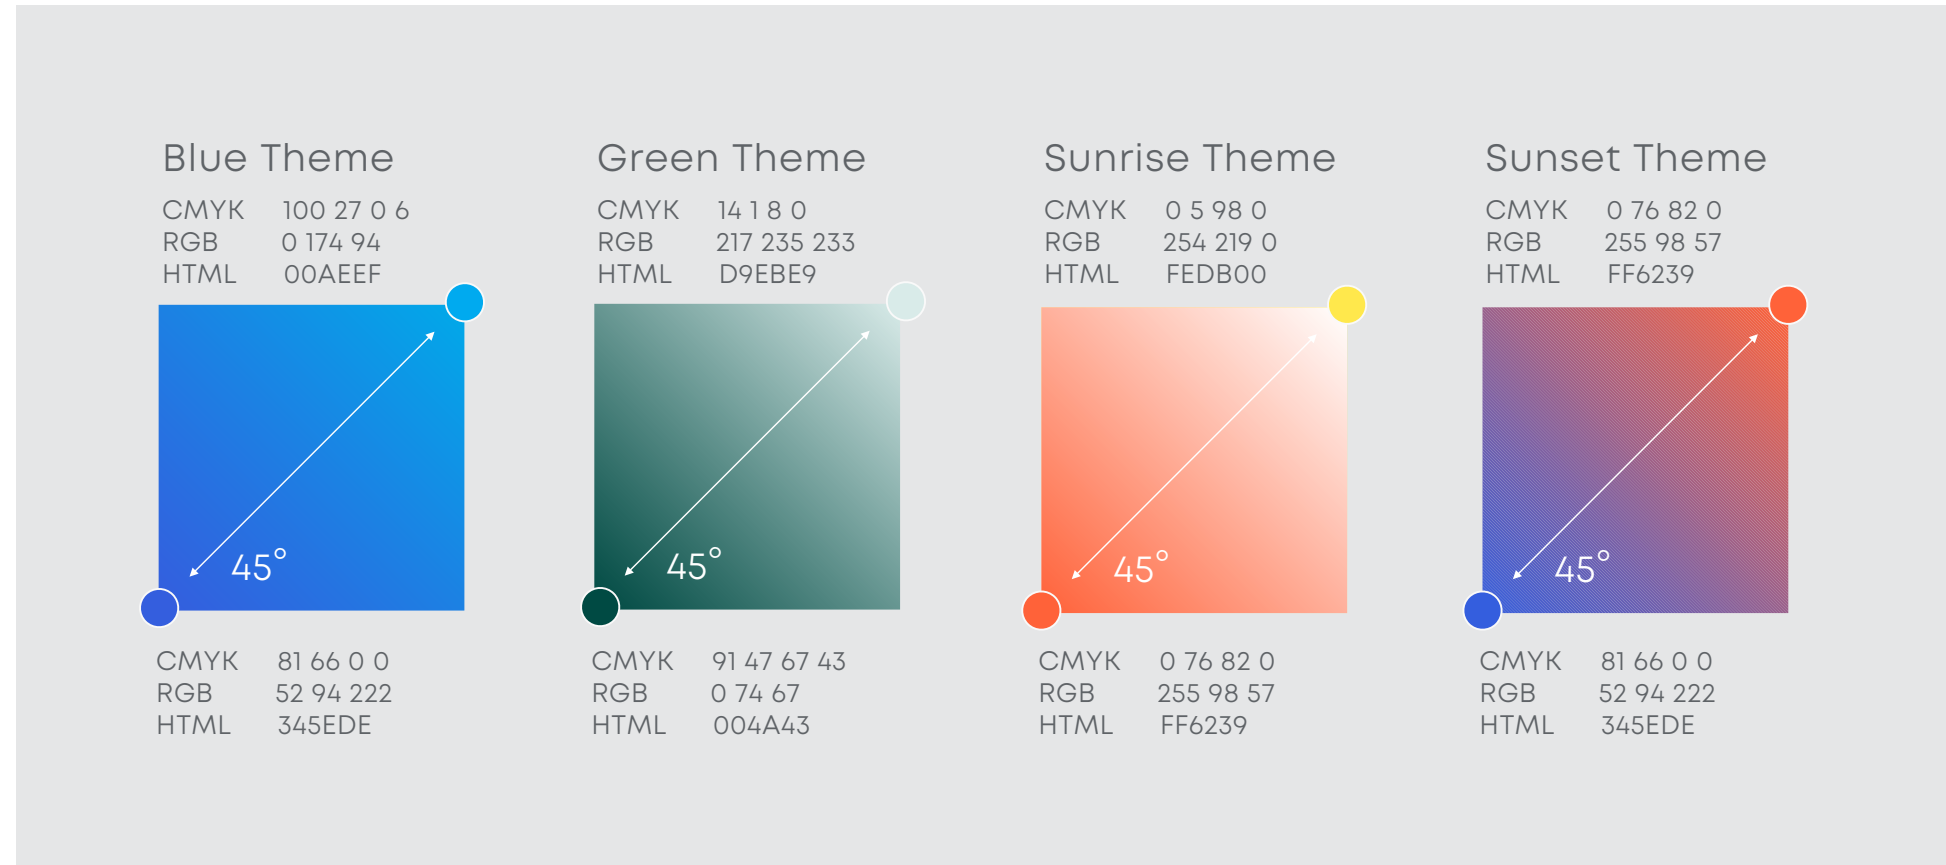 Blue Theme
CMYK 100 27 0 6
RGB 0 174 94
HTML 00AEEF
45°
CMYK 81 66 0 0
RGB 52 94 222
HTML 345EDE
Green Theme
CMYK 14 1 8 0
RGB 217 235 233
HTML D9EBE9
45°
CMYK 91 47 67 43
RGB 0 74 67
HTML 004A43
Sunrise Theme
CMYK 0 5 98 0
RGB 254 219 0
HTML FEDB00
45°
CMYK 0 76 82 0
RGB 255 98 57
HTML FF6239
Sunset Theme
CMYK 0 76 82 0
RGB 255 98 57
HTML FF6239
45°
CMYK 81 66 0 0
RGB 52 94 222
HTML 345EDE